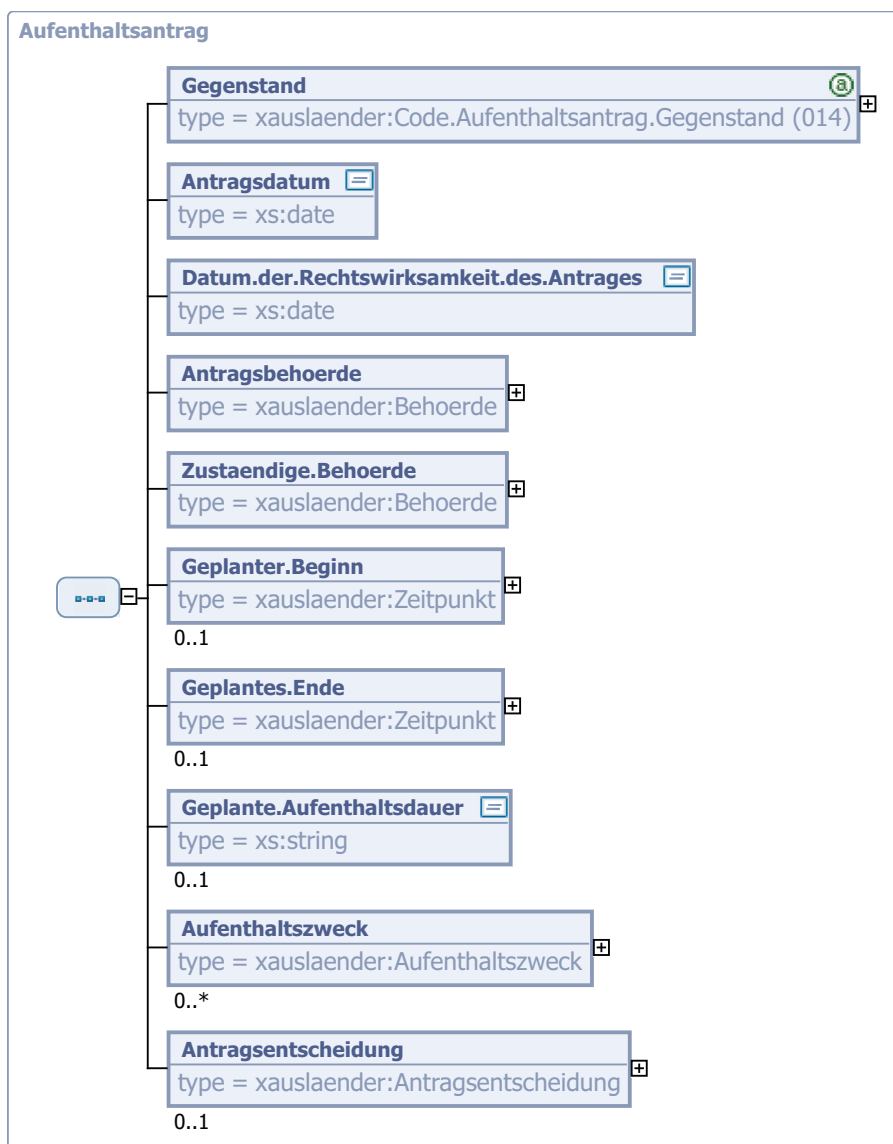 Aufenthaltsantrag
Gegenstand
type = xauslaender:Code.Aufenthaltsantrag.Gegenstand (014)
Antragsdatum
type = xs:date
Datum.der.Rechtswirksamkeit.des.Antrages
type = xs:date
Antragsbehoerde
type = xauslaender:Behoerde
Zustaendige.Behoerde
type = xauslaender:Behoerde
Geplanter.Beginn
type = xauslaender:Zeitpunkt
0..1
Geplantes.Ende
type = xauslaender:Zeitpunkt
0..1
Geplante.Aufenthaltsdauer
type = xs:string
0..1
Aufenthaltszweck
type = xauslaender:Aufenthaltszweck
0..*
Antragsentscheidung
type = xauslaender:Antragsentscheidung
0..1